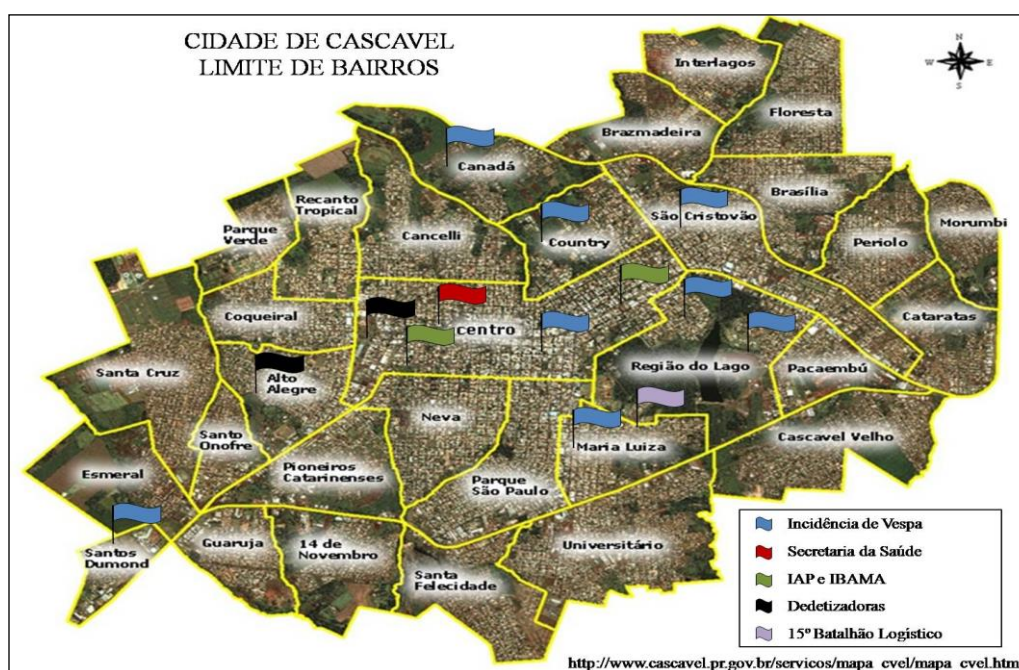 CIDADE DE CASCAVEL
LIMITE DE BAIRROS
N
W
E
S
Interlagos
Floresta
Brazmadeira
Canadá
Brasília
Recanto
Tropical
São Cristovão
Parque
Verde
Cancelli
Country
Periolo
Morumbi
Coqueiral
centro
Cataratas
Santa Cruz
Alto
Alegre
Região do Lago
Pacaembú
Neva
Santo
Onofre
Maria Luiza
Cascavel Velho
Esmeral
Pioneiros
Catarinenses
Parque
São Paulo
Santos
Dumond
Guaruja
14 de
Novembro
Universitário
Santa
Felecidade
Incidência de Vespa
Secretaria da Saúde
IAP e IBAMA
Dedetizadoras
15º Batalhão Logístico
http://www.cascavel.pr.gov.br/servicos/mapa_cvel/mapa_cvel.htm